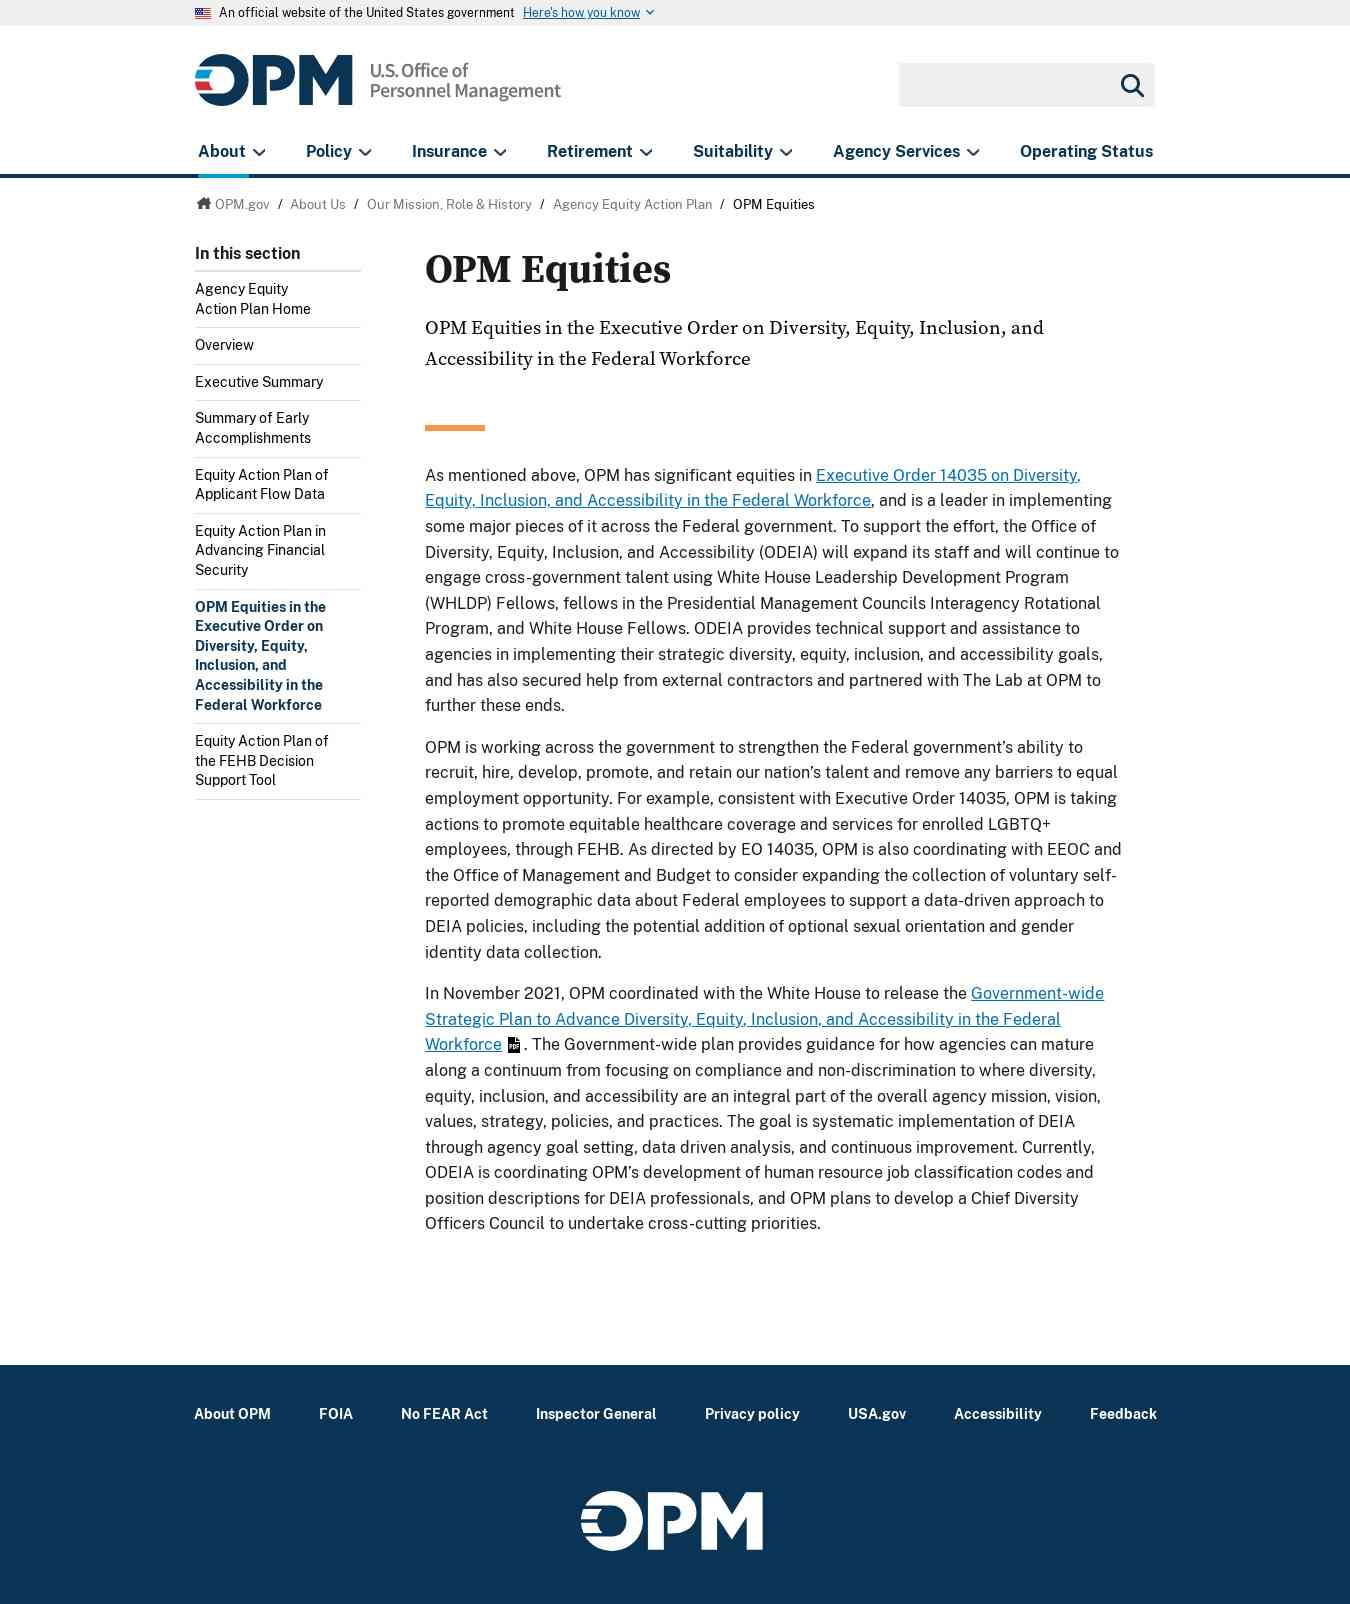 An official website of the United States government Here's how you know
OPM U.S. Office of
Personnel Management
About Policy Insurance Retirement Suitability Agency Services Operating Status
OPM.gov / About Us / Our Mission, Role & History / Agency Equity Action Plan / OPM Equities
In this section
Agency Equity
Action Plan Home
Overview
Executive Summary
Summary of Early
Accomplishments
Equity Action Plan of
Applicant Flow Data
Equity Action Plan in
Advancing Financial
Security
OPM Equities in the
Executive Order on
Diversity, Equity,
Inclusion, and
Accessibility in the
Federal Workforce
Equity Action Plan of
the FEHB Decision
Support Tool
OPM Equities
OPM Equities in the Executive Order on Diversity, Equity, Inclusion, and
Accessibility in the Federal Workforce
As mentioned above, OPM has significant equities in Executive Order 14035 on Diversity,
Equity, Inclusion, and Accessibility in the Federal Workforce, and is a leader in implementing
some major pieces of it across the Federal government. To support the effort, the Office of
Diversity, Equity, Inclusion, and Accessibility (ODEIA) will expand its staff and will continue to
engage cross-government talent using White House Leadership Development Program
(WHLDP) Fellows, fellows in the Presidential Management Councils Interagency Rotational
Program, and White House Fellows. ODEIA provides technical support and assistance to
agencies in implementing their strategic diversity, equity, inclusion, and accessibility goals,
and has also secured help from external contractors and partnered with The Lab at OPM to
further these ends.
OPM is working across the government to strengthen the Federal government’s ability to
recruit, hire, develop, promote, and retain our nation’s talent and remove any barriers to equal
employment opportunity. For example, consistent with Executive Order 14035, OPM is taking
actions to promote equitable healthcare coverage and services for enrolled LGBTQ+
employees, through FEHB. As directed by EO 14035, OPM is also coordinating with EEOC and
the Office of Management and Budget to consider expanding the collection of voluntary self-
reported demographic data about Federal employees to support a data-driven approach to
DEIA policies, including the potential addition of optional sexual orientation and gender
identity data collection.
In November 2021, OPM coordinated with the White House to release the Government-wide
Strategic Plan to Advance Diversity, Equity, Inclusion, and Accessibility in the Federal
Workforce PDF . The Government-wide plan provides guidance for how agencies can mature
along a continuum from focusing on compliance and non-discrimination to where diversity,
equity, inclusion, and accessibility are an integral part of the overall agency mission, vision,
values, strategy, policies, and practices. The goal is systematic implementation of DEIA
through agency goal setting, data driven analysis, and continuous improvement. Currently,
ODEIA is coordinating OPM’s development of human resource job classification codes and
position descriptions for DEIA professionals, and OPM plans to develop a Chief Diversity
Officers Council to undertake cross-cutting priorities.
About OPM FOIA No FEAR Act Inspector General Privacy policy USA.gov Accessibility Feedback
OPM